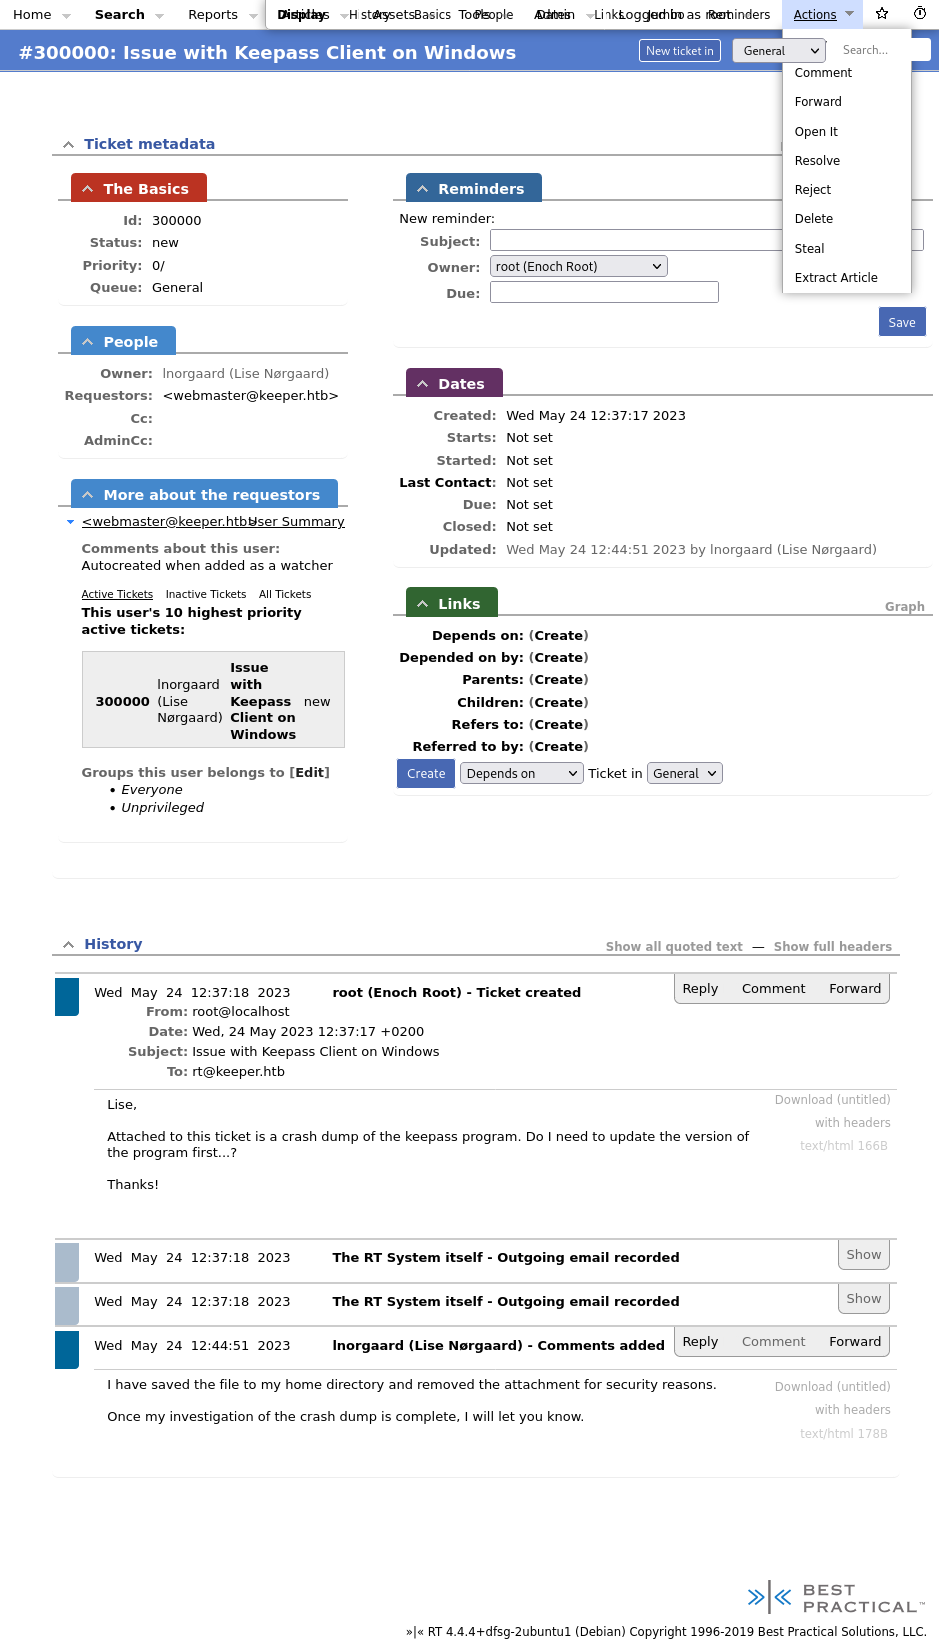 Home Search Reports Display History Assets Basics Tools People Admin Links Logged in as root Jumbo Reminders Actions
#300000: Issue with Keepass Client on Windows New ticket in General Search...
Comment
Forward
Open It
Resolve
Reject
Delete
Steal
Extract Article
Ticket metadata
The Basics
Id: 300000
Status: new
Priority: 0/
Queue: General
People
Owner: lnorgaard (Lise Nørgaard)
Requestors: <webmaster@keeper.htb>
Cc:
AdminCc:
More about the requestors
<webmaster@keeper.htb> User Summary
Comments about this user:
Autocreated when added as a watcher
Active Tickets Inactive Tickets All Tickets
This user's 10 highest priority
active tickets:
300000 lnorgaard (Lise Nørgaard) Issue with Keepass Client on Windows new
Groups this user belongs to [Edit]
• Everyone
• Unprivileged
Reminders
New reminder:
Subject:
Owner: root (Enoch Root)
Due:
Save
Dates
Created: Wed May 24 12:37:17 2023
Starts: Not set
Started: Not set
Last Contact: Not set
Due: Not set
Closed: Not set
Updated: Wed May 24 12:44:51 2023 by lnorgaard (Lise Nørgaard)
Links Graph
Depends on: (Create)
Depended on by: (Create)
Parents: (Create)
Children: (Create)
Refers to: (Create)
Referred to by: (Create)
Create Depends on Ticket in General
History Show all quoted text — Show full headers
Wed May 24 12:37:18 2023 root (Enoch Root) - Ticket created Reply Comment Forward
From: root@localhost
Date: Wed, 24 May 2023 12:37:17 +0200
Subject: Issue with Keepass Client on Windows
To: rt@keeper.htb
Lise,
Download (untitled)
with headers
text/html 166B
Attached to this ticket is a crash dump of the keepass program. Do I need to update the version of
the program first...?
Thanks!
Wed May 24 12:37:18 2023 The RT System itself - Outgoing email recorded Show
Wed May 24 12:37:18 2023 The RT System itself - Outgoing email recorded Show
Wed May 24 12:44:51 2023 lnorgaard (Lise Nørgaard) - Comments added Reply Comment Forward
I have saved the file to my home directory and removed the attachment for security reasons.
Download (untitled)
with headers
text/html 178B
Once my investigation of the crash dump is complete, I will let you know.
BEST
PRACTICAL™
»|« RT 4.4.4+dfsg-2ubuntu1 (Debian) Copyright 1996-2019 Best Practical Solutions, LLC.